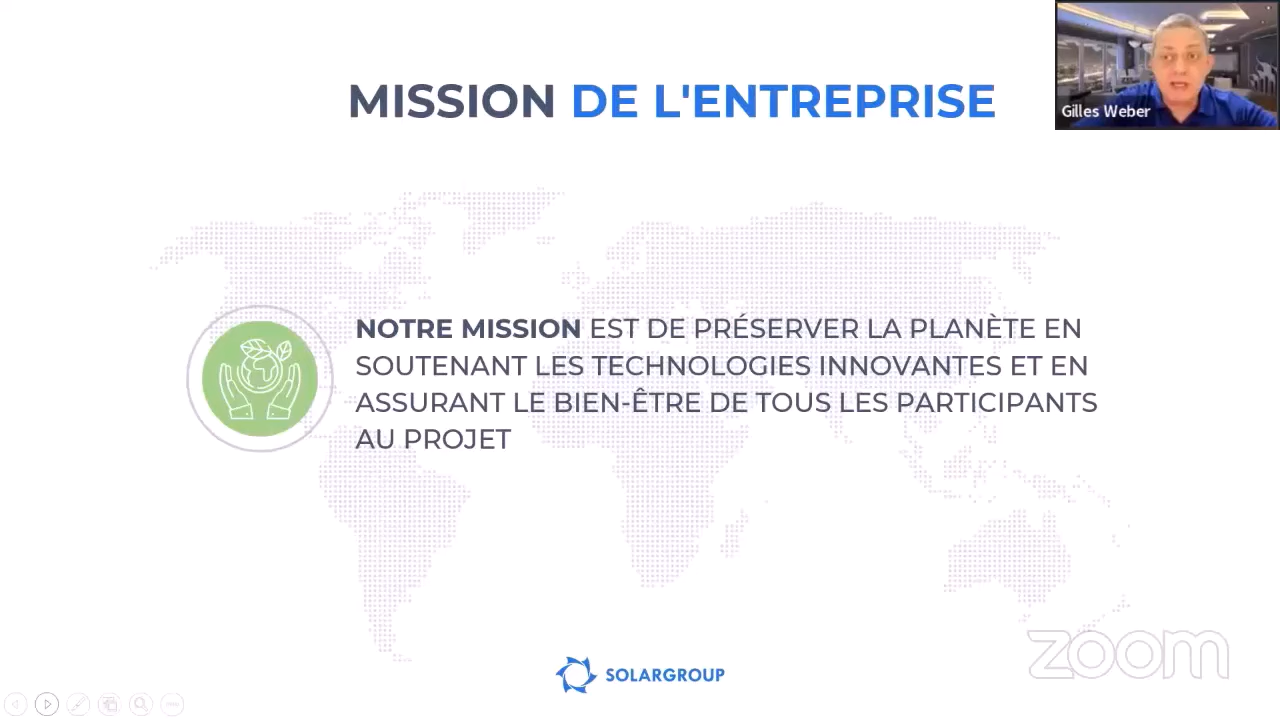 MISSION DE L'ENTREPRISE
Gilles Weber
NOTRE MISSION EST DE PRÉSERVER LA PLANÈTE EN
SOUTENANT LES TECHNOLOGIES INNOVANTES ET EN
ASSURANT LE BIEN-ÊTRE DE TOUS LES PARTICIPANTS
AU PROJET
zoom
SOLARGROUP